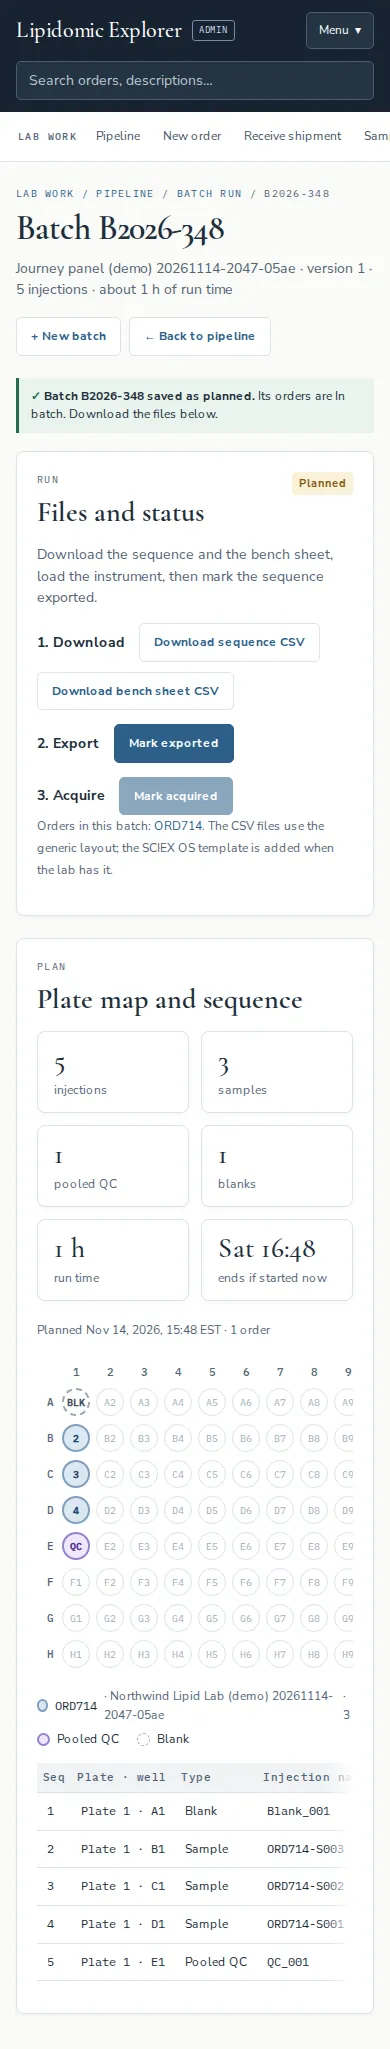 Lipidomic Explorer ADMIN Menu ▾
Search orders, descriptions...
LAB WORK Pipeline New order Receive shipment Sam
LAB WORK / PIPELINE / BATCH RUN / B2026-348
Batch B2026-348
Journey panel (demo) 20261114-2047-05ae · version 1 ·
5 injections · about 1 h of run time
+ New batch ← Back to pipeline
✓ Batch B2026-348 saved as planned. Its orders are In
batch. Download the files below.
RUN Planned
Files and status
Download the sequence and the bench sheet,
load the instrument, then mark the sequence
exported.
1. Download Download sequence CSV
Download bench sheet CSV
2. Export Mark exported
3. Acquire Mark acquired
Orders in this batch: ORD714. The CSV files use the
generic layout; the SCIEX OS template is added when
the lab has it.
PLAN
Plate map and sequence
5 3
injections samples
1 1
pooled QC blanks
1 h Sat 16:48
run time ends if started now
Planned Nov 14, 2026, 15:48 EST · 1 order
1 2 3 4 5 6 7 8 9
A BLK A2 A3 A4 A5 A6 A7 A8 A9
B 2 B2 B3 B4 B5 B6 B7 B8 B9
C 3 C2 C3 C4 C5 C6 C7 C8 C9
D 4 D2 D3 D4 D5 D6 D7 D8 D9
E QC E2 E3 E4 E5 E6 E7 E8 E9
F F1 F2 F3 F4 F5 F6 F7 F8 F9
G G1 G2 G3 G4 G5 G6 G7 G8 G9
H H1 H2 H3 H4 H5 H6 H7 H8 H9
ORD714 · Northwind Lipid Lab (demo) 20261114- ·
2047-05ae 3
Pooled QC Blank
Seq Plate · well Type Injection na
1 Plate 1 · A1 Blank Blank_001
2 Plate 1 · B1 Sample ORD714-S003
3 Plate 1 · C1 Sample ORD714-S002
4 Plate 1 · D1 Sample ORD714-S001
5 Plate 1 · E1 Pooled QC QC_001